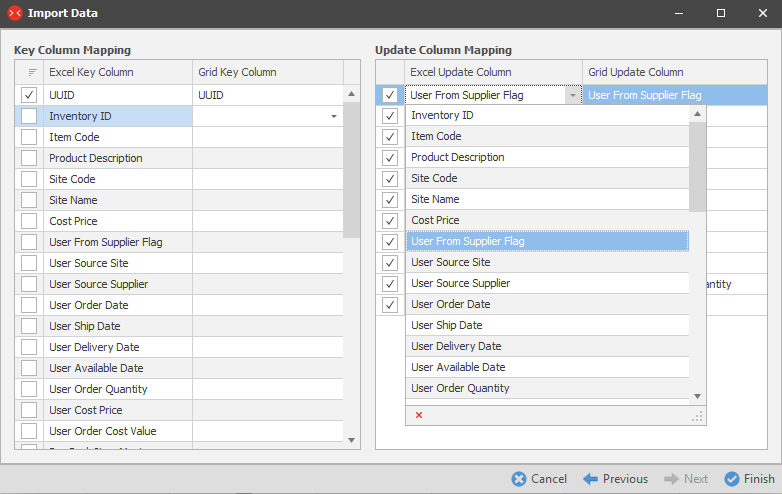 Import Data
Key Column Mapping
Excel Key Column Grid Key Column
UUID UUID
Inventory ID
Item Code
Product Description
Site Code
Site Name
Cost Price
User From Supplier Flag
User Source Site
User Source Supplier
User Order Date
User Ship Date
User Delivery Date
User Available Date
User Order Quantity
User Cost Price
User Order Cost Value
Update Column Mapping
Excel Update Column Grid Update Column
User From Supplier Flag User From Supplier Flag
Inventory ID
Item Code
Product Description
Site Code
Site Name
Cost Price
User From Supplier Flag
User Source Site
User Source Supplier
User Order Date
User Ship Date
User Delivery Date
User Available Date
User Order Quantity
Cancel Previous Next Finish